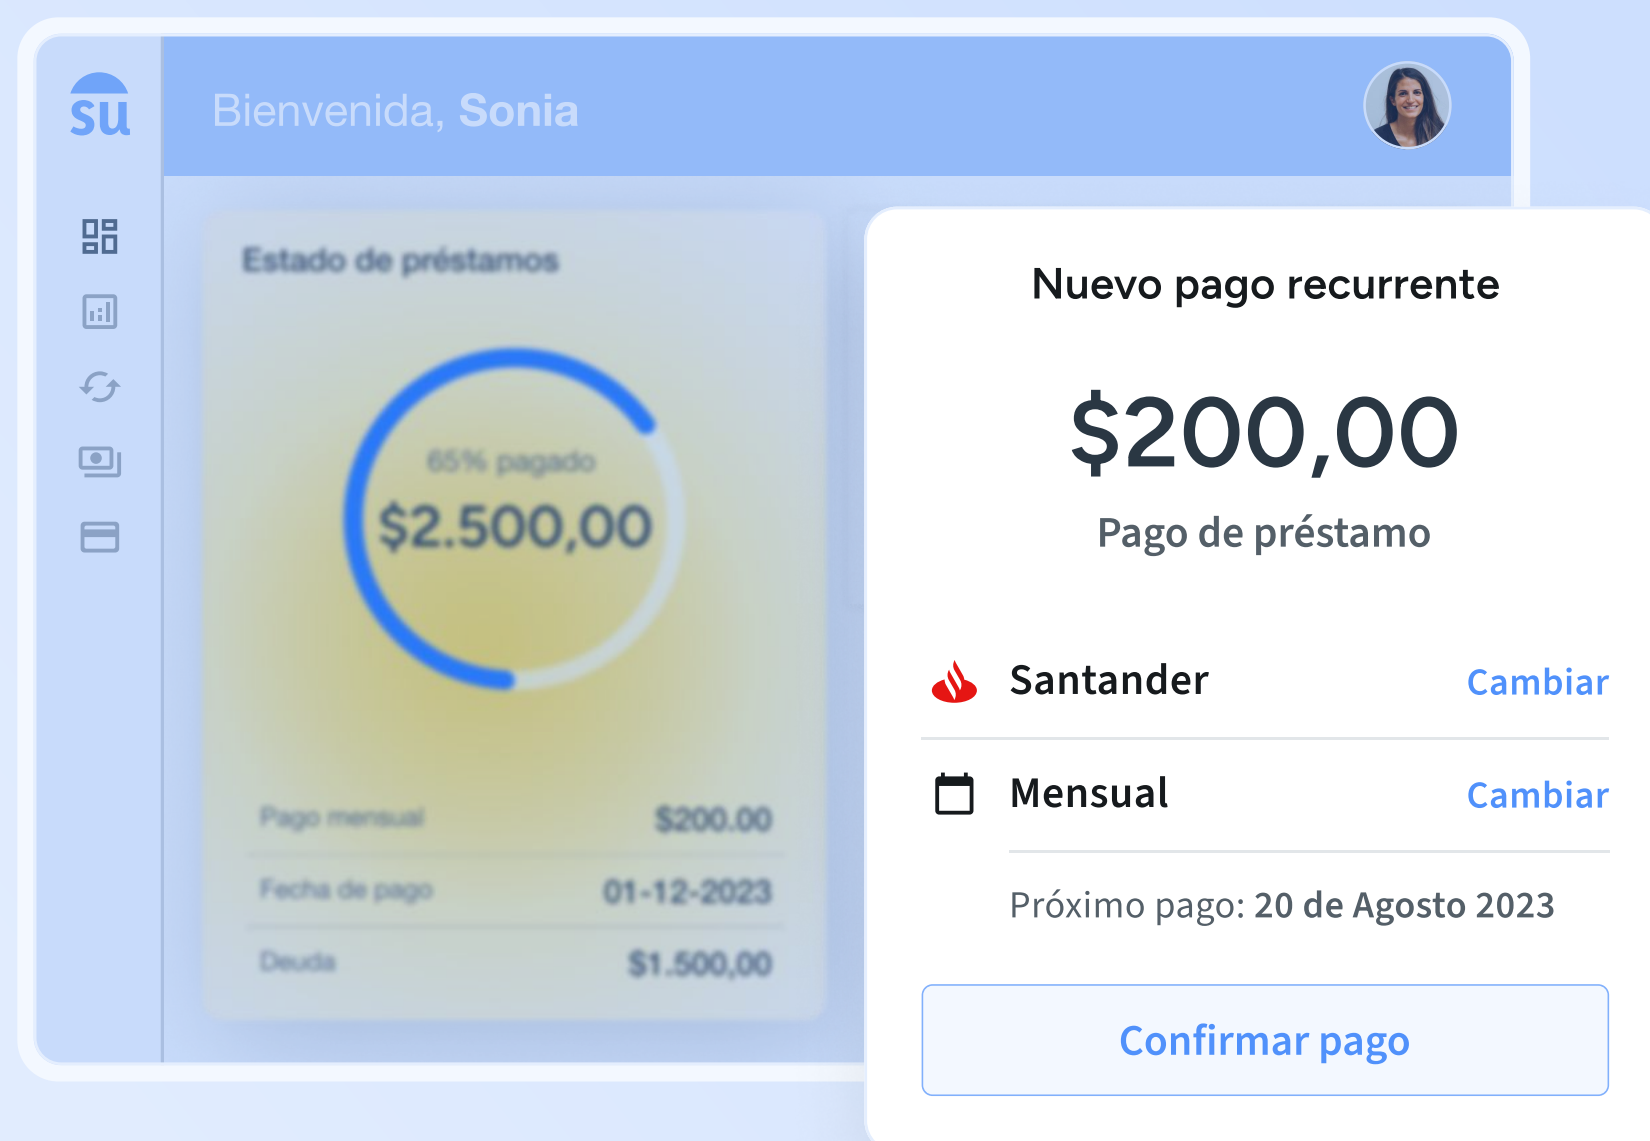 su
Bienvenida, Sonia
Estado de préstamos
65% pagado
$2.500,00
Pago mensual $200.00
Fecha de pago 01-12-2023
Deuda $1.500,00
Nuevo pago recurrente
$200,00
Pago de préstamo
Santander Cambiar
Mensual Cambiar
Próximo pago: 20 de Agosto 2023
Confirmar pago